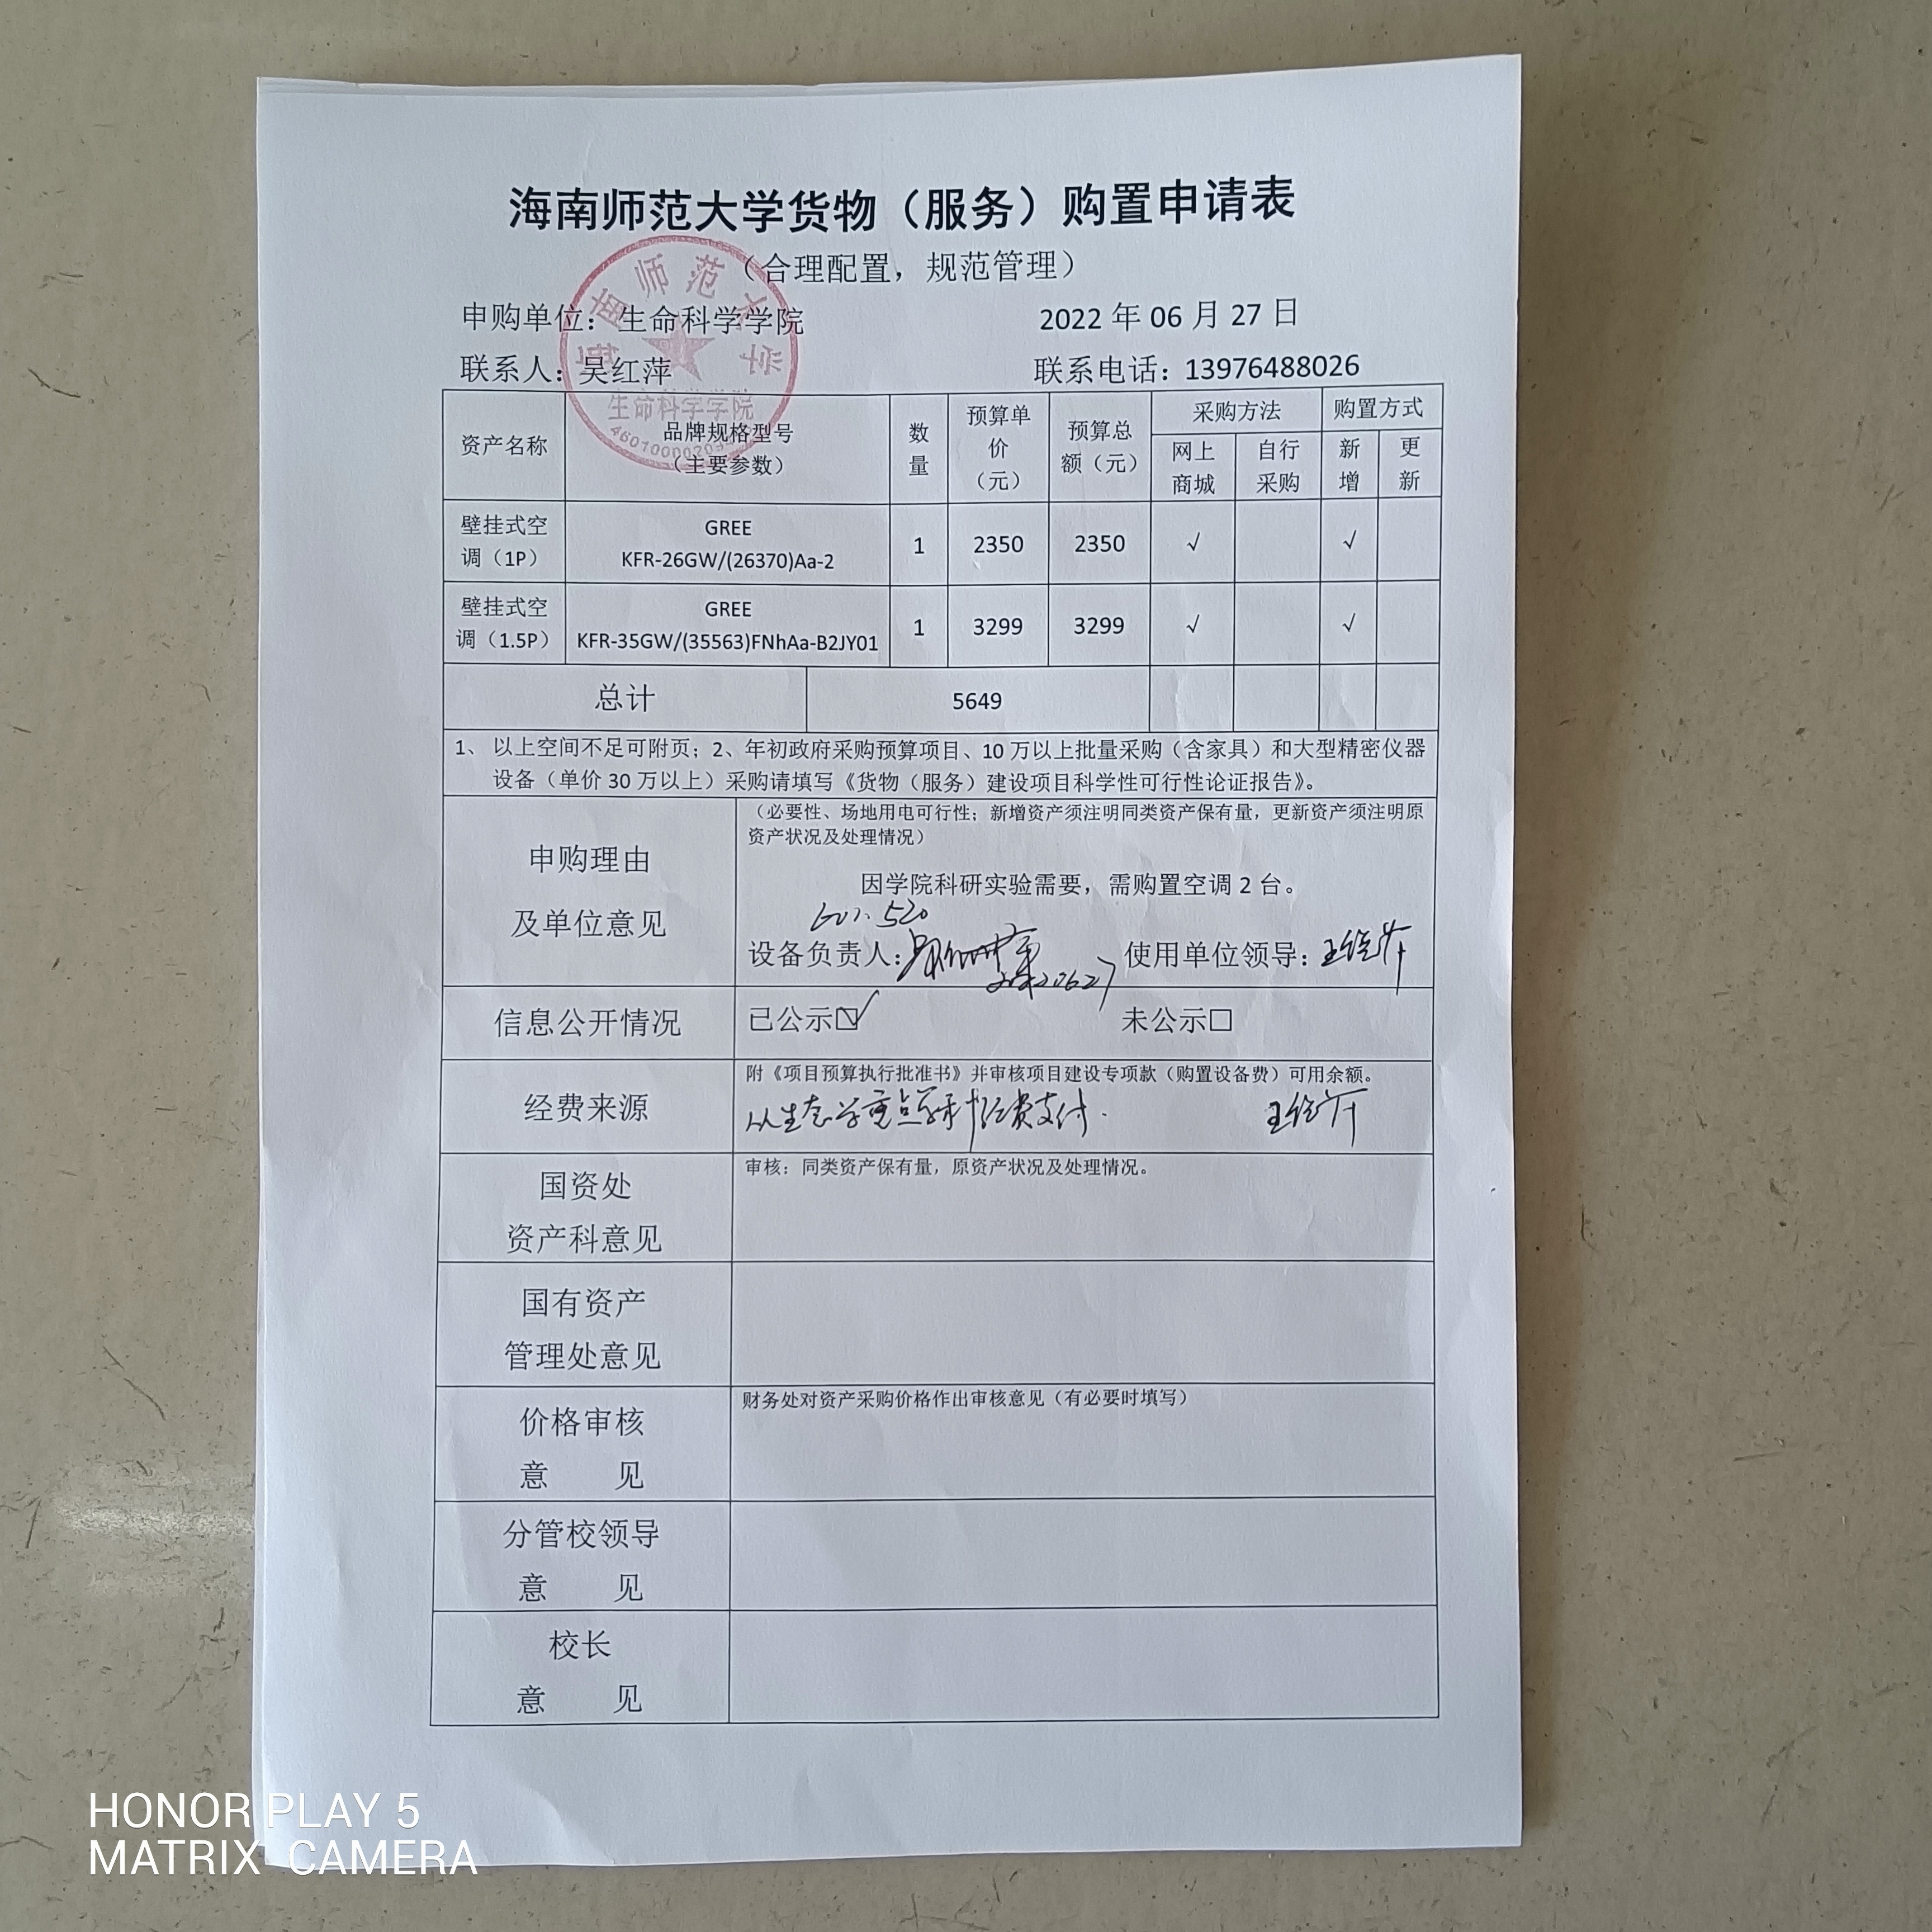 海南师范大学货物（服务）购置申请表
（合理配置，规范管理）
申购单位：生命科学学院 2022 年 06 月 27 日
联系人：吴红萍 联系电话：13976488026
海南师范大学
生命科学学院
资产名称 品牌规格型号（主要参数） 数量 预算单价（元） 预算总额（元） 采购方法 购置方式
网上商城 自行采购 新增 更新
壁挂式空调（1P） GREE KFR-26GW/(26370)Aa-2 1 2350 2350 √ √
壁挂式空调（1.5P） GREE KFR-35GW/(35563)FNhAa-B2JY01 1 3299 3299 √ √
总计 5649
1、 以上空间不足可附页；2、年初政府采购预算项目、10 万以上批量采购（含家具）和大型精密仪器
设备（单价 30 万以上）采购请填写《货物（服务）建设项目科学性可行性论证报告》。
申购理由
及单位意见
（必要性、场地用电可行性；新增资产须注明同类资产保有量，更新资产须注明原
资产状况及处理情况）
因学院科研实验需要，需购置空调 2 台。
设备负责人： 使用单位领导：
信息公开情况 已公示☑ 未公示□
经费来源
附《项目预算执行批准书》并审核项目建设专项款（购置设备费）可用余额。
从生态学重点学科经费支付.
国资处
资产科意见
审核：同类资产保有量，原资产状况及处理情况。
国有资产
管理处意见
价格审核
意 见
财务处对资产采购价格作出审核意见（有必要时填写）
分管校领导
意 见
校长
意 见
HONOR PLAY 5
MATRIX CAMERA